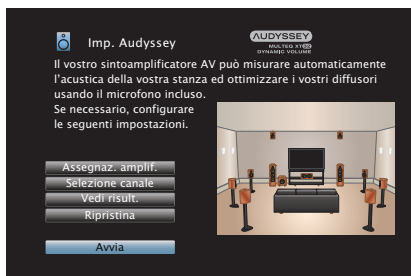 Imp. Audyssey
AUDYSSEY
MULTEQ XT32
DYNAMIC VOLUME
Il vostro sintoamplificatore AV può misurare automaticamente
l'acustica della vostra stanza ed ottimizzare i vostri diffusori
usando il microfono incluso.
Se necessario, configurare
le seguenti impostazioni.
Assegnaz. amplif.
Selezione canale
Vedi risult.
Ripristina
Avvia